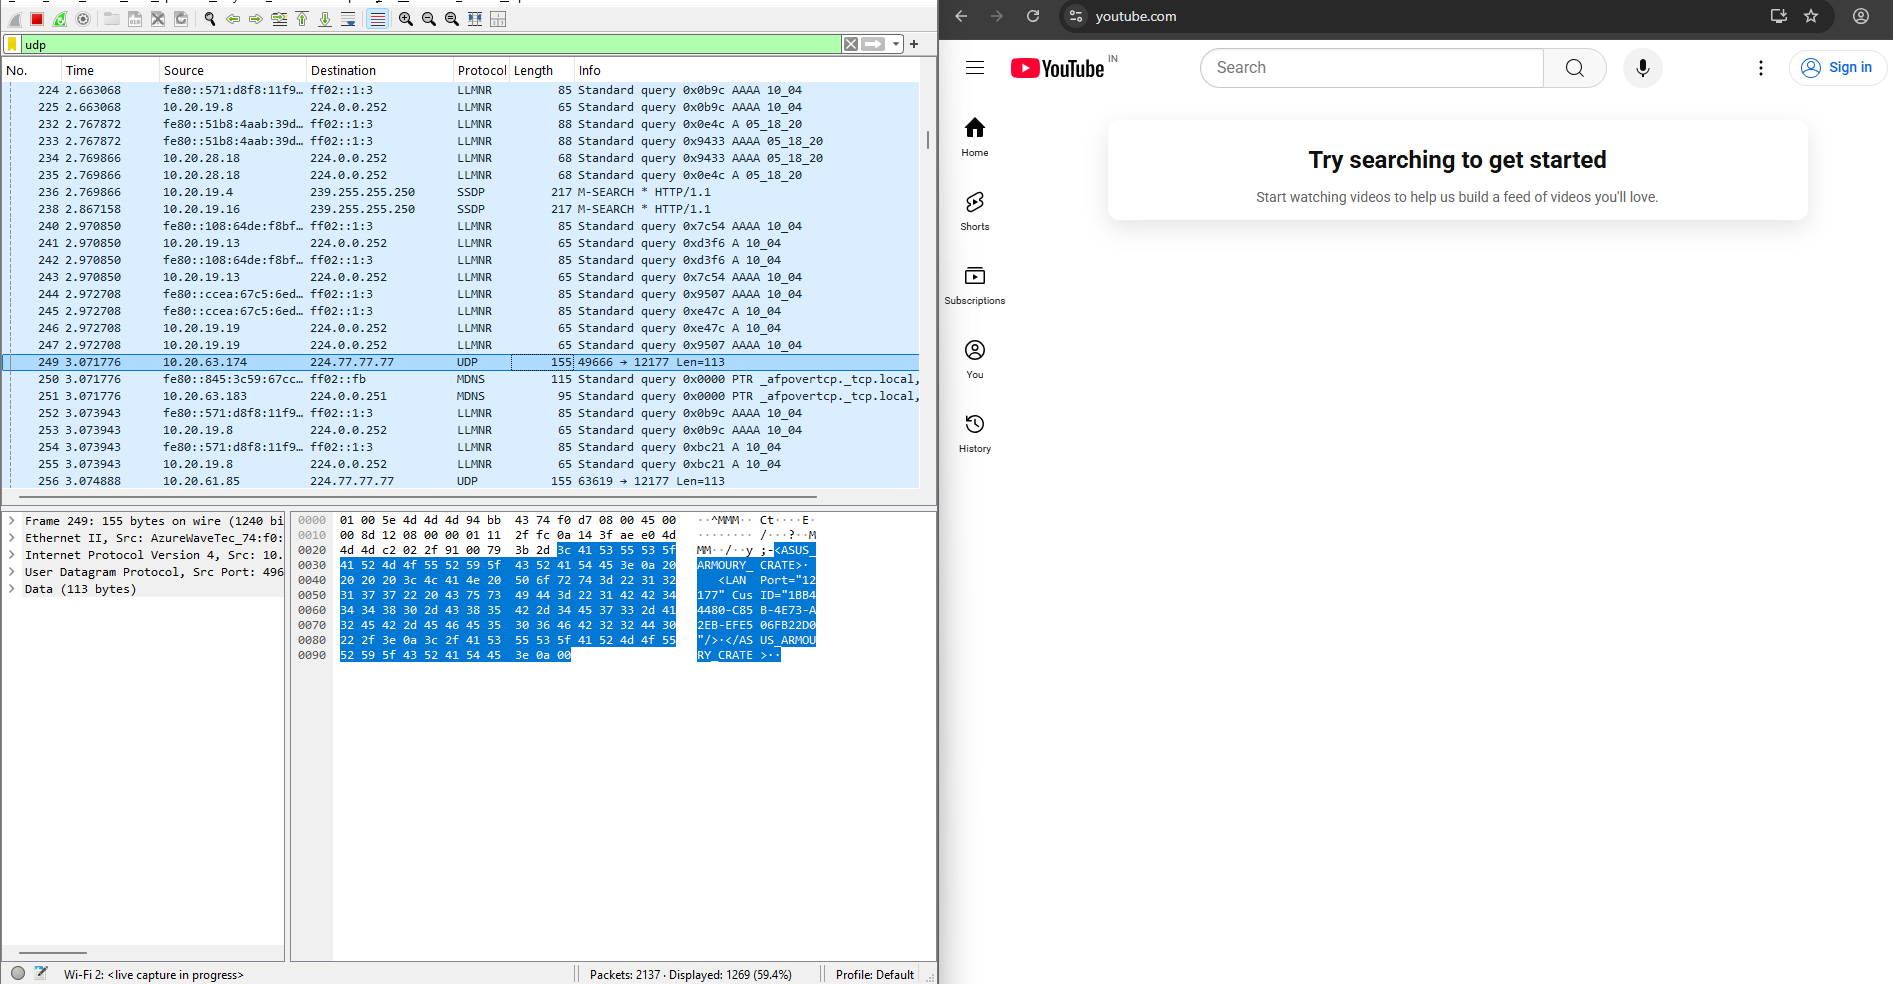 udp
No. Time Source Destination Protocol Length Info
224 2.663068 fe80::571:d8f8:11f9… ff02::1:3 LLMNR 85 Standard query 0x0b9c AAAA 10_04
225 2.663068 10.20.19.8 224.0.0.252 LLMNR 65 Standard query 0x0b9c AAAA 10_04
232 2.767872 fe80::51b8:4aab:39d… ff02::1:3 LLMNR 88 Standard query 0x0e4c A 05_18_20
233 2.767872 fe80::51b8:4aab:39d… ff02::1:3 LLMNR 88 Standard query 0x9433 AAAA 05_18_20
234 2.769866 10.20.28.18 224.0.0.252 LLMNR 68 Standard query 0x9433 AAAA 05_18_20
235 2.769866 10.20.28.18 224.0.0.252 LLMNR 68 Standard query 0x0e4c A 05_18_20
236 2.769866 10.20.19.4 239.255.255.250 SSDP 217 M-SEARCH * HTTP/1.1
238 2.867158 10.20.19.16 239.255.255.250 SSDP 217 M-SEARCH * HTTP/1.1
240 2.970850 fe80::108:64de:f8bf… ff02::1:3 LLMNR 85 Standard query 0x7c54 AAAA 10_04
241 2.970850 10.20.19.13 224.0.0.252 LLMNR 65 Standard query 0xd3f6 A 10_04
242 2.970850 fe80::108:64de:f8bf… ff02::1:3 LLMNR 85 Standard query 0xd3f6 A 10_04
243 2.970850 10.20.19.13 224.0.0.252 LLMNR 65 Standard query 0x7c54 AAAA 10_04
244 2.972708 fe80::ccea:67c5:6ed… ff02::1:3 LLMNR 85 Standard query 0x9507 AAAA 10_04
245 2.972708 fe80::ccea:67c5:6ed… ff02::1:3 LLMNR 85 Standard query 0xe47c A 10_04
246 2.972708 10.20.19.19 224.0.0.252 LLMNR 65 Standard query 0xe47c A 10_04
247 2.972708 10.20.19.19 224.0.0.252 LLMNR 65 Standard query 0x9507 AAAA 10_04
249 3.071776 10.20.63.174 224.77.77.77 UDP 155 49666 → 12177 Len=113
250 3.071776 fe80::845:3c59:67cc… ff02::fb MDNS 115 Standard query 0x0000 PTR _afpovertcp._tcp.local,
251 3.071776 10.20.63.183 224.0.0.251 MDNS 95 Standard query 0x0000 PTR _afpovertcp._tcp.local,
252 3.073943 fe80::571:d8f8:11f9… ff02::1:3 LLMNR 85 Standard query 0x0b9c AAAA 10_04
253 3.073943 10.20.19.8 224.0.0.252 LLMNR 65 Standard query 0x0b9c AAAA 10_04
254 3.073943 fe80::571:d8f8:11f9… ff02::1:3 LLMNR 85 Standard query 0xbc21 A 10_04
255 3.073943 10.20.19.8 224.0.0.252 LLMNR 65 Standard query 0xbc21 A 10_04
256 3.074888 10.20.61.85 224.77.77.77 UDP 155 63619 → 12177 Len=113
Frame 249: 155 bytes on wire (1240 bi
Ethernet II, Src: AzureWaveTec_74:f0:
Internet Protocol Version 4, Src: 10.
User Datagram Protocol, Src Port: 496
Data (113 bytes)
0000 01 00 5e 4d 4d 4d 94 bb 43 74 f0 d7 08 00 45 00 ··^MMM·· Ct····E·
0010 00 8d 12 08 00 00 01 11 2f fc 0a 14 3f ae e0 4d ········ /···?··M
0020 4d 4d c2 02 2f 91 00 79 3b 2d 3c 41 53 55 53 5f MM··/··y ;-<ASUS_
0030 41 52 4d 4f 55 52 59 5f 43 52 41 54 45 3e 0a 20 ARMOURY_ CRATE>·
0040 20 20 20 3c 4c 41 4e 20 50 6f 72 74 3d 22 31 32 <LAN Port="12
0050 31 37 37 22 20 43 75 73 49 44 3d 22 31 42 42 34 177" Cus ID="1BB4
0060 34 34 38 30 2d 43 38 35 42 2d 34 45 37 33 2d 41 4480-C85 B-4E73-A
0070 32 45 42 2d 45 46 45 35 30 36 46 42 32 32 44 30 2EB-EFE5 06FB22D0
0080 22 2f 3e 0a 3c 2f 41 53 55 53 5f 41 52 4d 4f 55 "/>·</AS US_ARMOU
0090 52 59 5f 43 52 41 54 45 3e 0a 00 RY_CRATE >··
Wi-Fi 2: <live capture in progress>
Packets: 2137 · Displayed: 1269 (59.4%)
Profile: Default
youtube.com
YouTube IN
Search
Sign in
Home
Shorts
Subscriptions
You
History
Try searching to get started
Start watching videos to help us build a feed of videos you'll love.